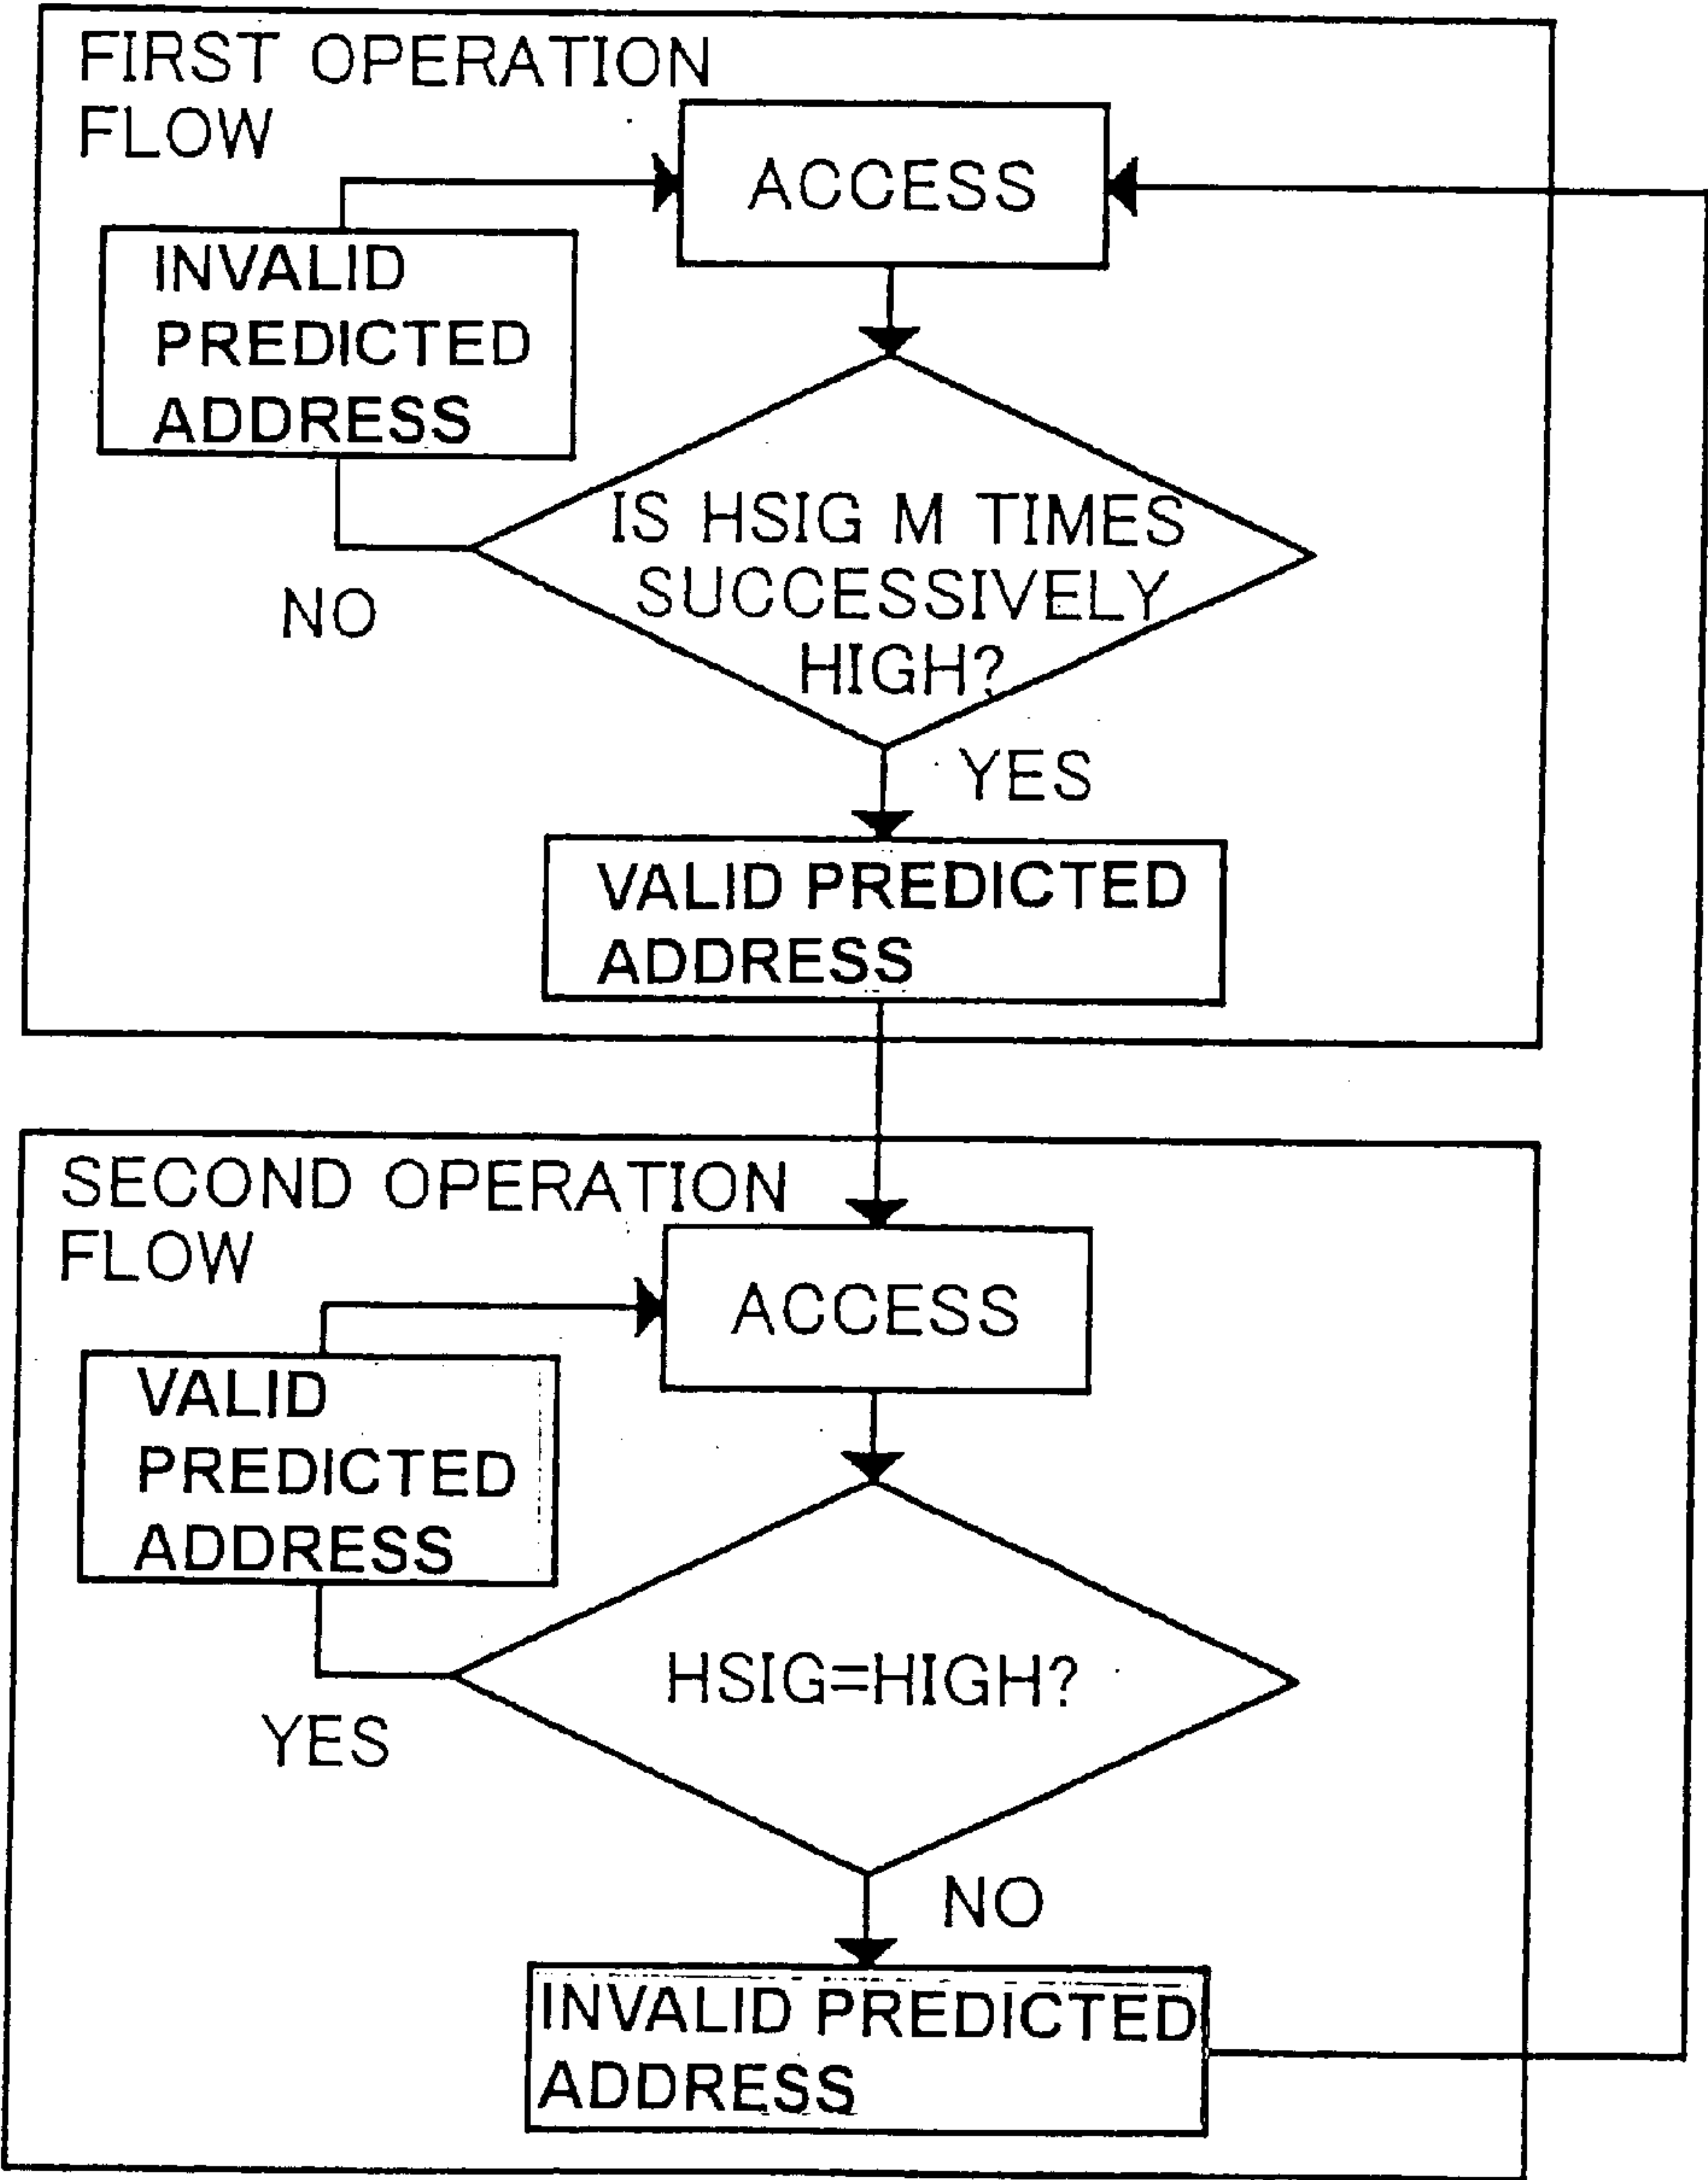 FIRST OPERATION
FLOW
ACCESS
INVALID
PREDICTED
ADDRESS
IS HSIG M TIMES
SUCCESSIVELY
HIGH?
NO
YES
VALID PREDICTED
ADDRESS
SECOND OPERATION
FLOW
ACCESS
VALID
PREDICTED
ADDRESS
HSIG=HIGH?
YES
NO
INVALID PREDICTED
ADDRESS